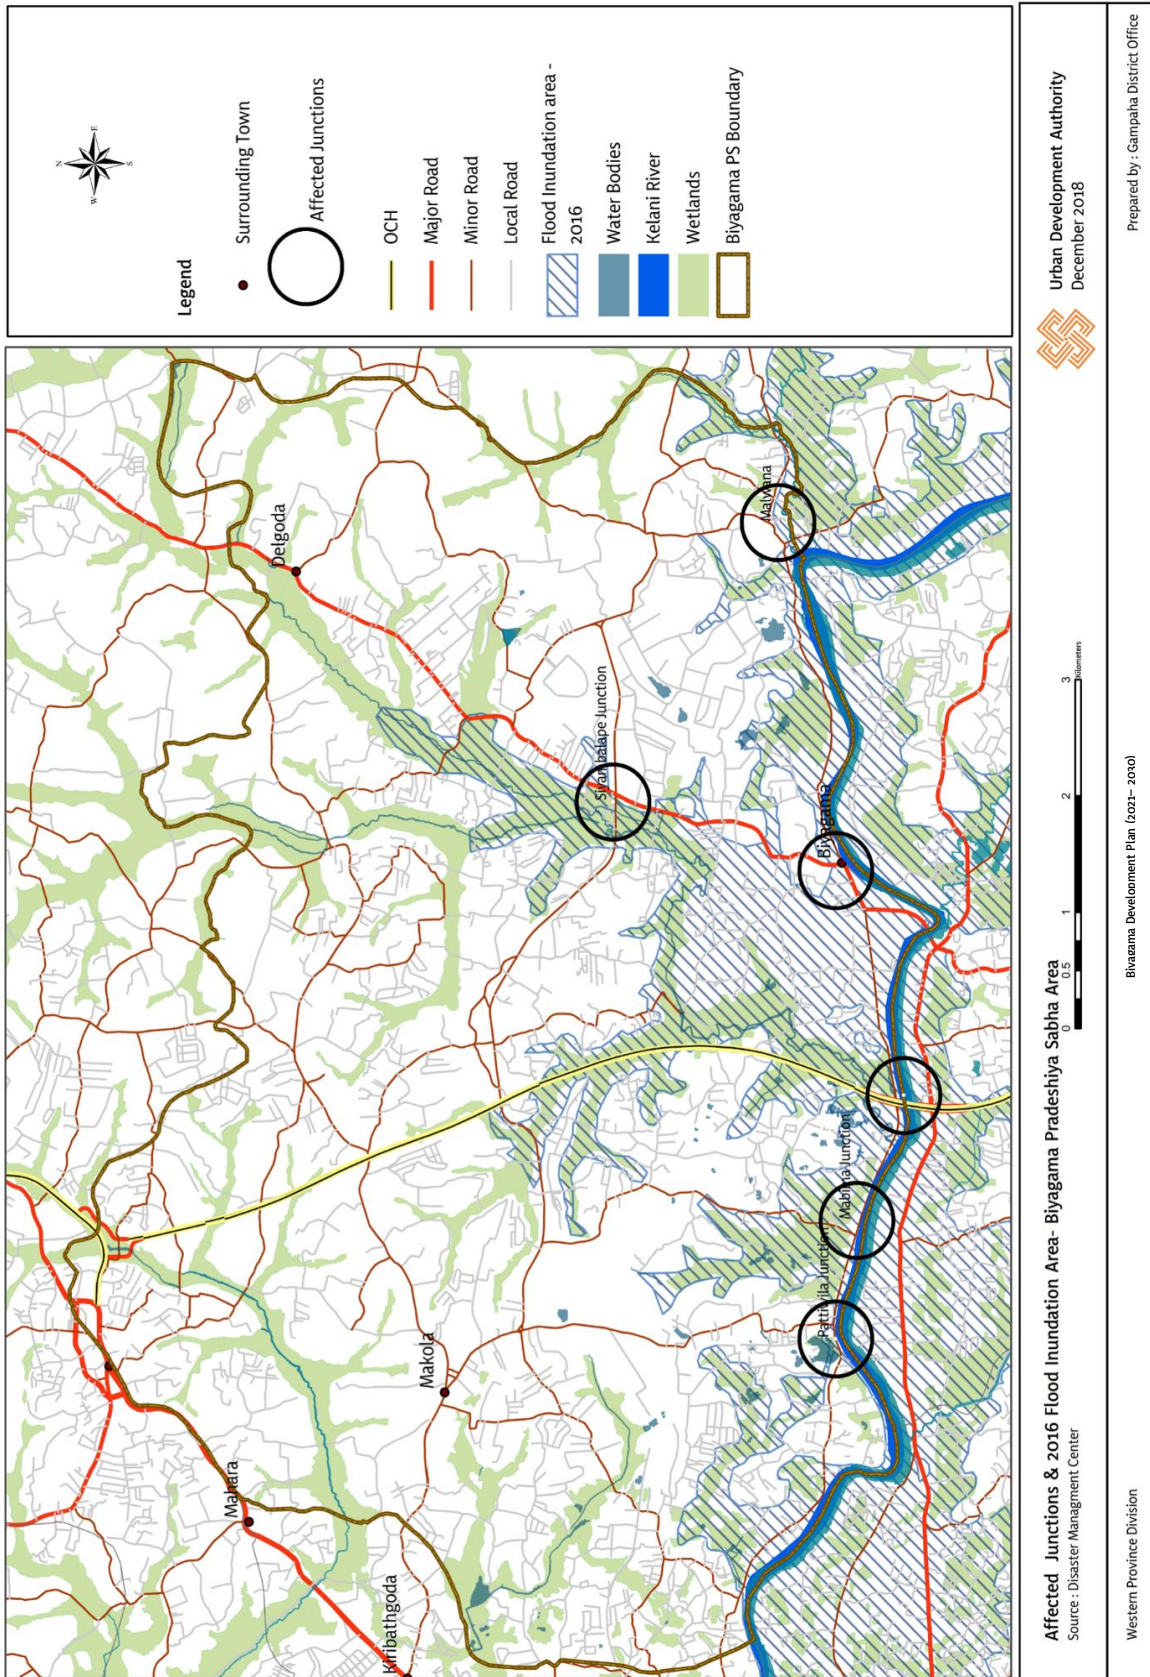 N
W
E
S
Legend
Surrounding Town
Affected Junctions
OCH
Major Road
Minor Road
Local Road
Flood Inundation area -
2016
Water Bodies
Kelani River
Wetlands
Biyagama PS Boundary
Delgoda
Malwana
Siyambalape Junction
Biyagama
Mabima Junction
Pattiwila Junction
Makola
Mahara
Kiribathgoda
Affected Junctions & 2016 Flood Inundation Area- Biyagama Pradeshiya Sabha Area
Source : Disaster Managment Center
0 0.5 1 2 3
Kilometers
Urban Development Authority
December 2018
Western Province Division
Biyagama Development Plan (2021– 2030)
Prepared by : Gampaha District Office